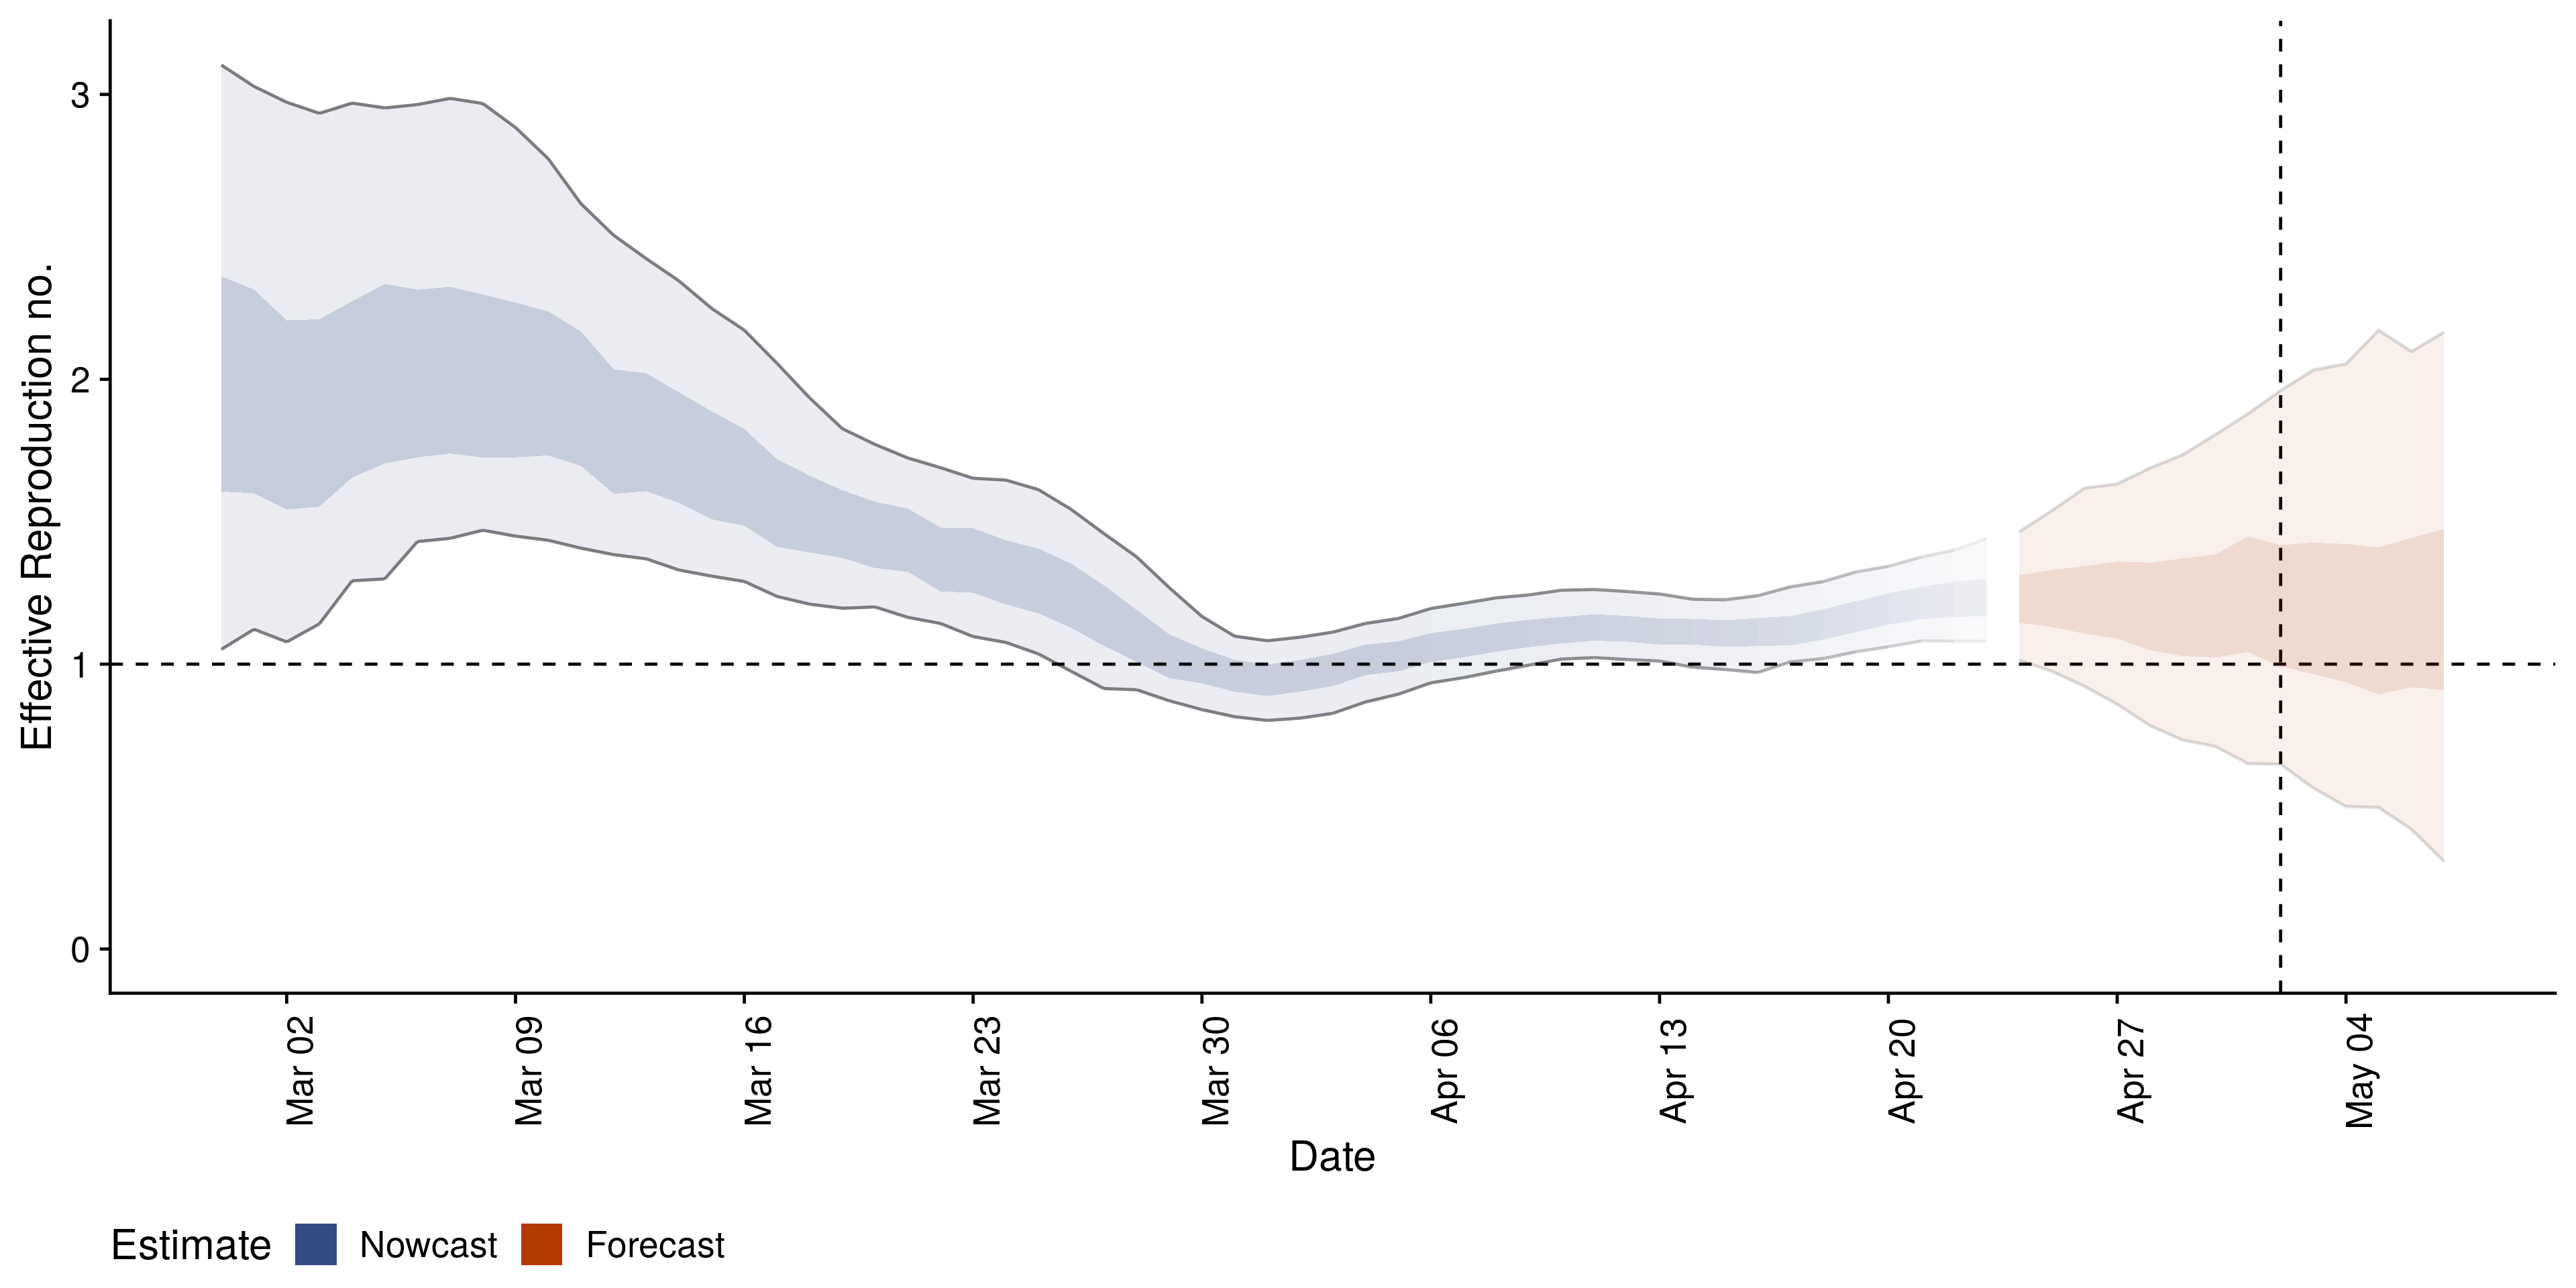 Effective Reproduction no.
3
2
1
0
Mar 02
Mar 09
Mar 16
Mar 23
Mar 30
Apr 06
Apr 13
Apr 20
Apr 27
May 04
Date
Estimate Nowcast Forecast